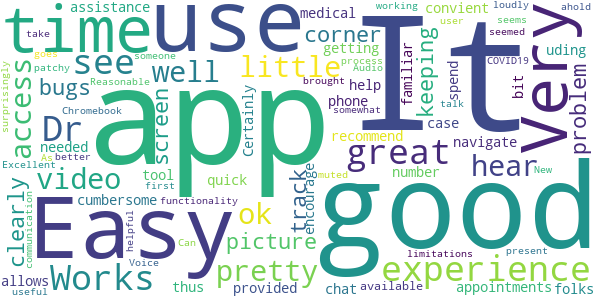 assistance
medical
convient
working
loudly
ahold
time
use
It
very
user
seems
seemed
take
goes
someone
patchy
surprisingly
see
well
corner
getting
process
Audio
familiar
COVID19
uding
keeping
spend
bit
problem
access
bugs
little
phone
help
brought
somewhat
talk
case
Dr
app
screen
Certainly
Chromebook
Reasonable
needed
As
better
recommend
navigate
great
hear
Excellent
first
tool
quick
number
muted
New
video
cumbersome
functionality
track
encourage
good
clearly
communication
Easy
ok
picture
helpful
Voice
Can
pretty
experience
limitations
present
allows
useful
Works
thus
provided
chat
available
appointments
folks